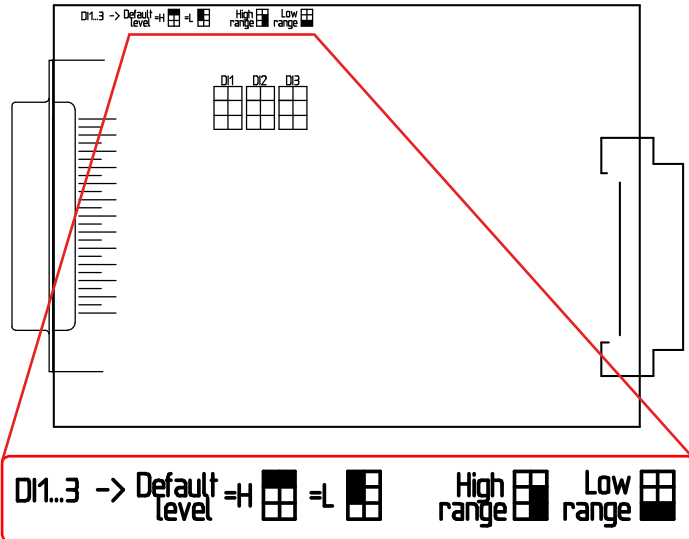 DI1...3 -> Default level =H =L High range Low range
DI1 DI2 DI3
DI1...3 -> Default level =H =L High range Low range